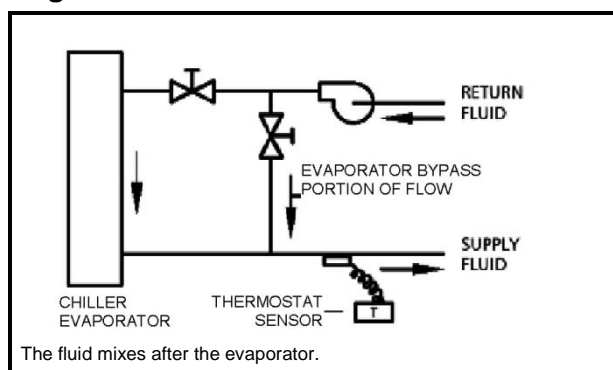 RETURN
FLUID
EVAPORATOR BYPASS
PORTION OF FLOW
SUPPLY
FLUID
CHILLER
EVAPORATOR
THERMOSTAT
SENSOR
T
The fluid mixes after the evaporator.